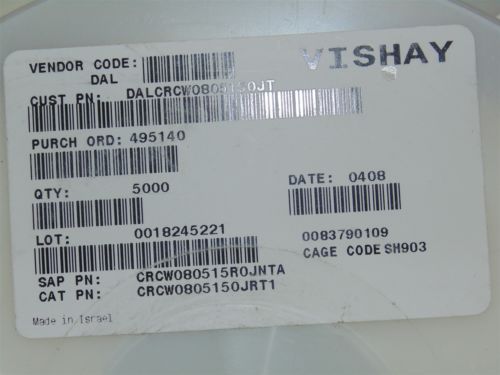 VENDOR CODE:
DAL
VISHAY
CUST PN: DALCRCW0805150JT
PURCH ORD: 495140
QTY: 5000
DATE: 0408
LOT: 0018245221
0083790109
CAGE CODE SH903
SAP PN: CRCW080515R0JNTA
CAT PN: CRCW0805150JRT1
Made in Israel